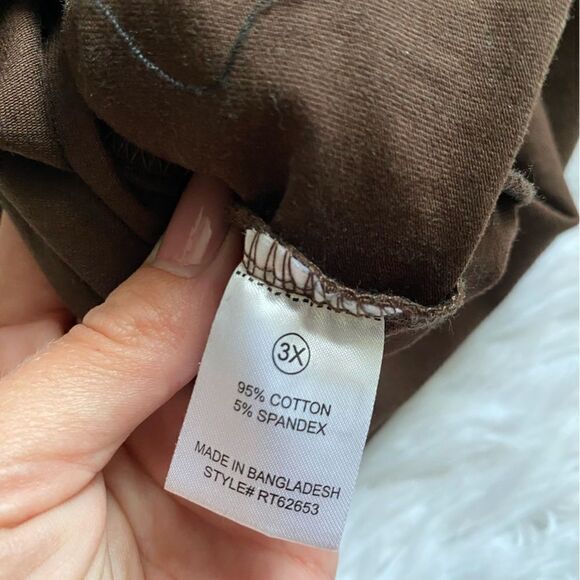 3X
95% COTTON
5% SPANDEX
MADE IN BANGLADESH
STYLE# RT62653